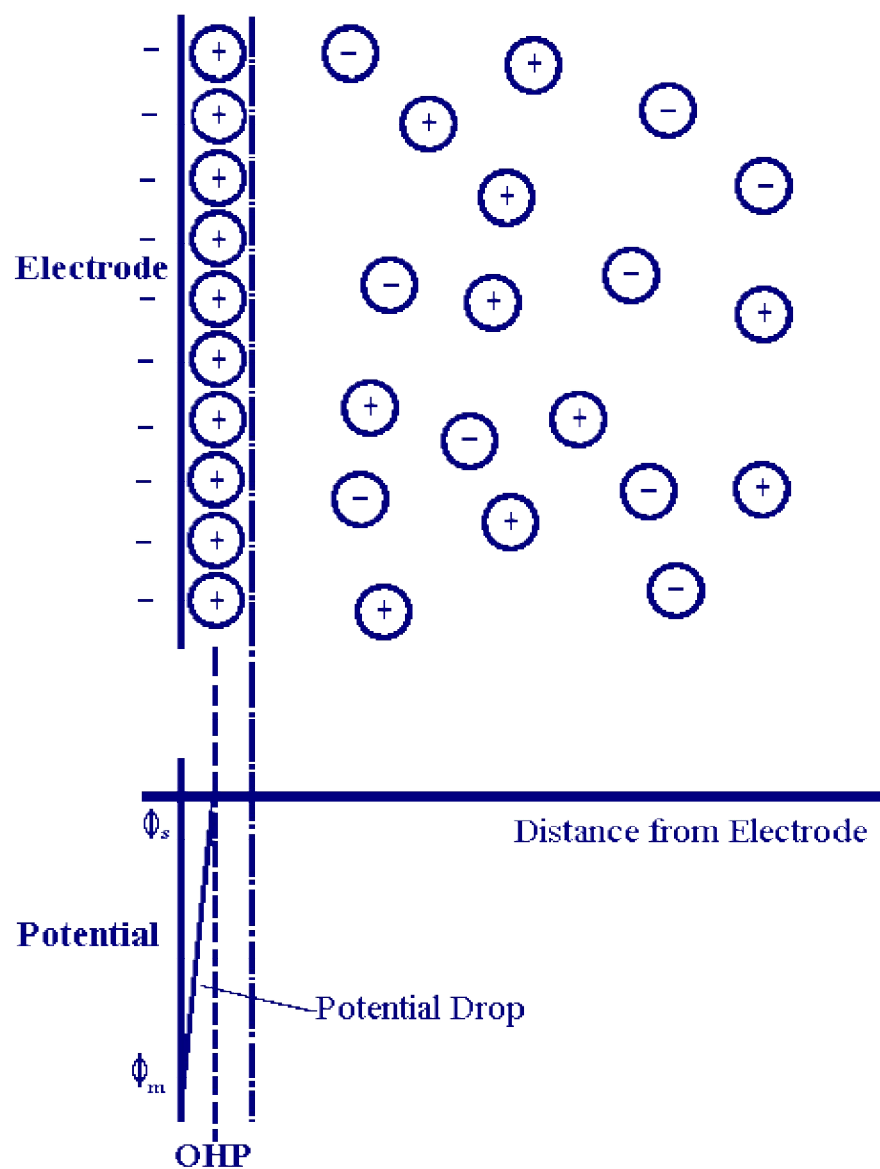 Electrode
Φs
Distance from Electrode
Potential
Potential Drop
Φm
OHP